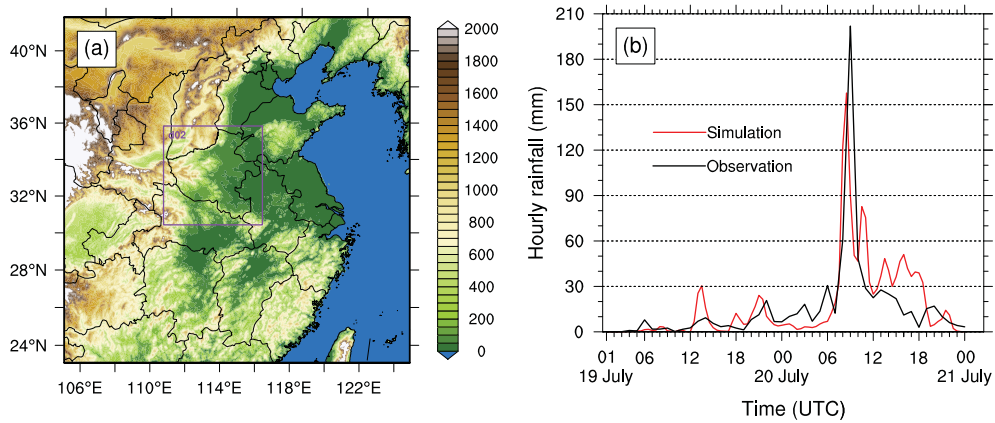 (a)
40°N
36°N
32°N
28°N
24°N
106°E 110°E 114°E 118°E 122°E
d02
2000
1800
1600
1400
1200
1000
800
600
400
200
0
(b)
Hourly rainfall (mm)
210
180
150
120
90
60
30
0
Simulation
Observation
01 06 12 18 00 06 12 18 00
19 July 20 July 21 July
Time (UTC)